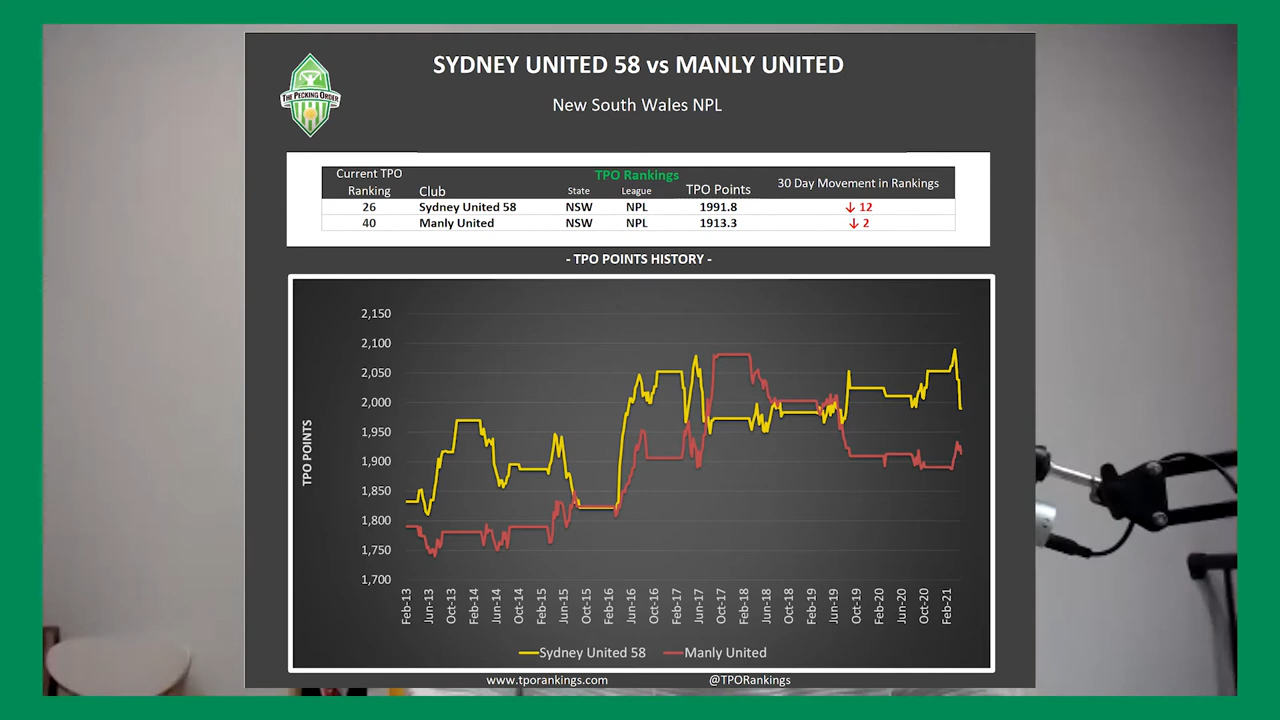 SYDNEY UNITED 58 vs MANLY UNITED
New South Wales NPL
THE PECKING ORDER
Current TPO Ranking Club TPO Rankings State League TPO Points 30 Day Movement in Rankings
26 Sydney United 58 NSW NPL 1991.8 ↓ 12
40 Manly United NSW NPL 1913.3 ↓ 2
- TPO POINTS HISTORY -
TPO POINTS
2,150
2,100
2,050
2,000
1,950
1,900
1,850
1,800
1,750
1,700
Feb-13 Jun-13 Oct-13 Feb-14 Jun-14 Oct-14 Feb-15 Jun-15 Oct-15 Feb-16 Jun-16 Oct-16 Feb-17 Jun-17 Oct-17 Feb-18 Jun-18 Oct-18 Feb-19 Jun-19 Oct-19 Feb-20 Jun-20 Oct-20 Feb-21
Sydney United 58 Manly United
www.tporankings.com @TPORankings